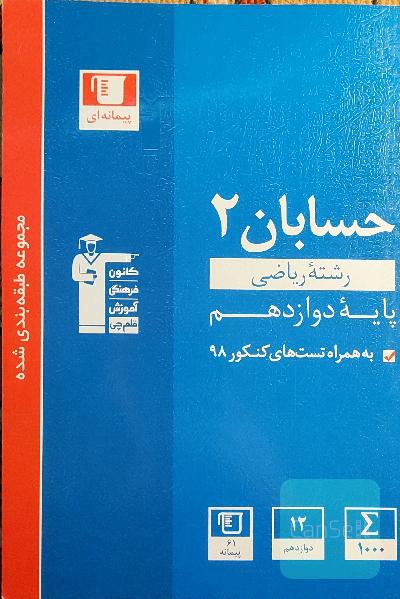 پیمانه‌ای
حسابان ۲
رشتهٔ ریاضی
پایهٔ دوازدهم
به همراه تست‌های کنکور ۹۸
کانون
فرهنگی
آموزش
قلم‌چی
مجموعه طبقه‌بندی شده
۶۱
پیمانه
۱۲
دوازدهم
Σ
۱۰۰۰